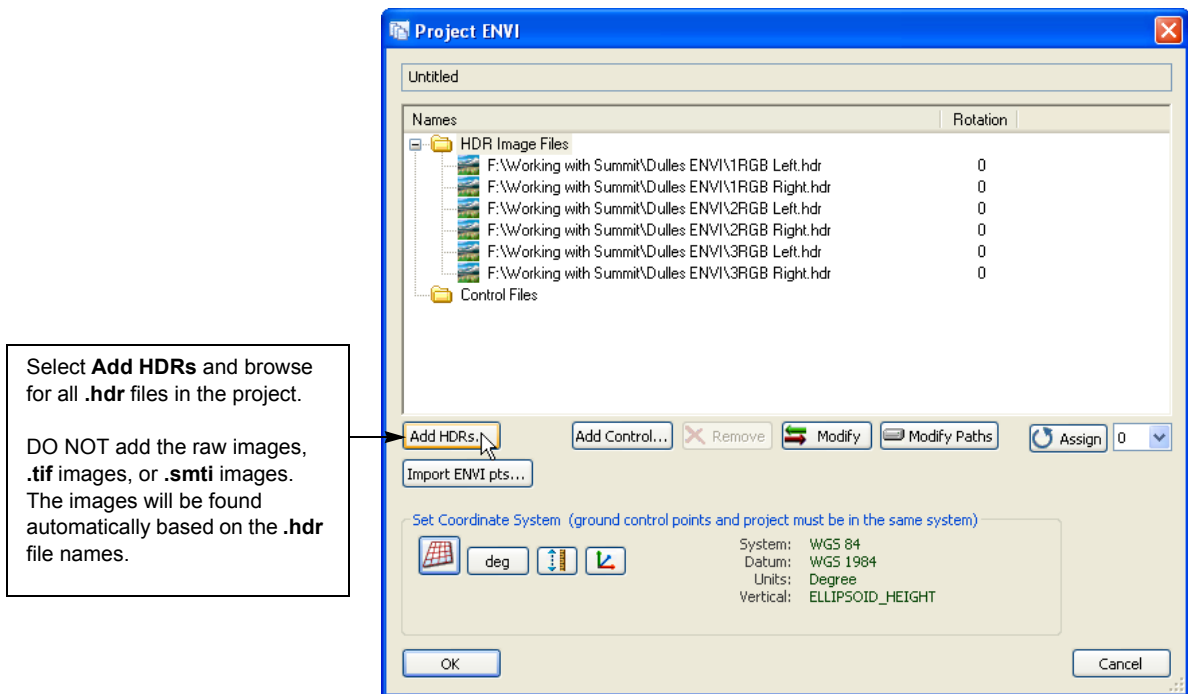 Project ENVI
Untitled
Names Rotation
HDR Image Files
F:\Working with Summit\Dulles ENVI\1RGB Left.hdr 0
F:\Working with Summit\Dulles ENVI\1RGB Right.hdr 0
F:\Working with Summit\Dulles ENVI\2RGB Left.hdr 0
F:\Working with Summit\Dulles ENVI\2RGB Right.hdr 0
F:\Working with Summit\Dulles ENVI\3RGB Left.hdr 0
F:\Working with Summit\Dulles ENVI\3RGB Right.hdr 0
Control Files
Select Add HDRs and browse
for all .hdr files in the project.
DO NOT add the raw images,
.tif images, or .smti images.
The images will be found
automatically based on the .hdr
file names.
Add HDRs... Add Control... Remove Modify Modify Paths Assign 0
Import ENVI pts...
Set Coordinate System (ground control points and project must be in the same system)
deg
System: WGS 84
Datum: WGS 1984
Units: Degree
Vertical: ELLIPSOID_HEIGHT
OK Cancel